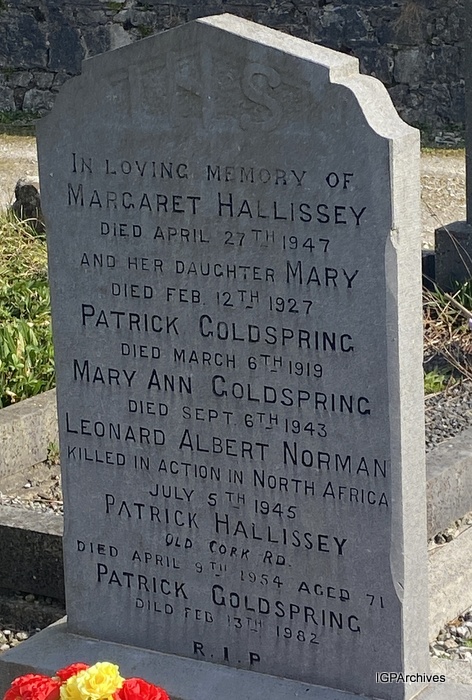 IHS
IN LOVING MEMORY OF
MARGARET HALLISSEY
DIED APRIL 27TH 1947
AND HER DAUGHTER MARY
DIED FEB. 12TH 1927
PATRICK GOLDSPRING
DIED MARCH 6TH 1919
MARY ANN GOLDSPRING
DIED SEPT. 6TH 1943
LEONARD ALBERT NORMAN
KILLED IN ACTION IN NORTH AFRICA
JULY 5TH 1945
PATRICK HALLISSEY
OLD CORK RD.
DIED APRIL 9TH 1954 AGED 71
PATRICK GOLDSPRING
DIED FEB 13TH 1982
R.I.P
IGPArchives